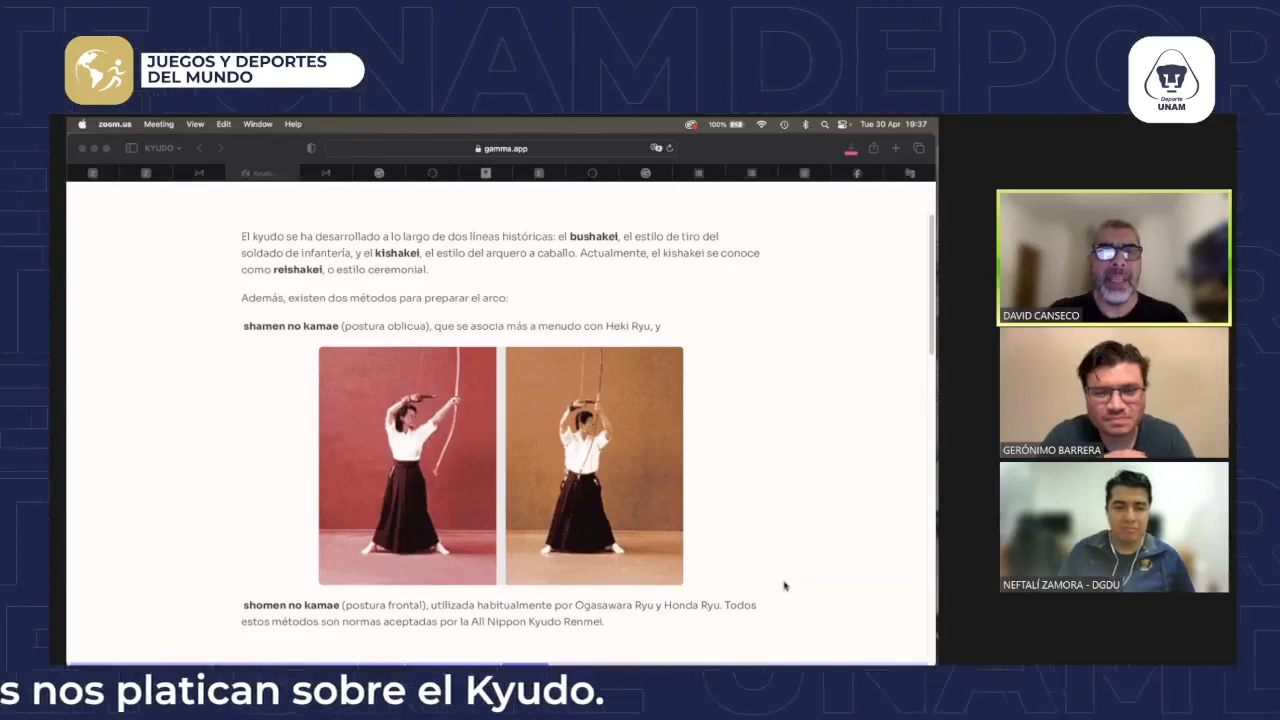 JUEGOS Y DEPORTES
DEL MUNDO
Deporte
UNAM
zoom.us Meeting View Edit Window Help
100% Tue 30 Apr 19:37
KYUDO
gamma.app
Kyudo...
El kyudo se ha desarrollado a lo largo de dos líneas históricas: el bushakei, el estilo de tiro del
soldado de infantería, y el kishakei, el estilo del arquero a caballo. Actualmente, el kishakei se conoce
como reishakei, o estilo ceremonial.
Además, existen dos métodos para preparar el arco:
shamen no kamae (postura oblicua), que se asocia más a menudo con Heki Ryu, y
shomen no kamae (postura frontal), utilizada habitualmente por Ogasawara Ryu y Honda Ryu. Todos
estos métodos son normas aceptadas por la All Nippon Kyudo Renmei.
DAVID CANSECO
GERÓNIMO BARRERA
NEFTALÍ ZAMORA - DGDU
s nos platican sobre el Kyudo.